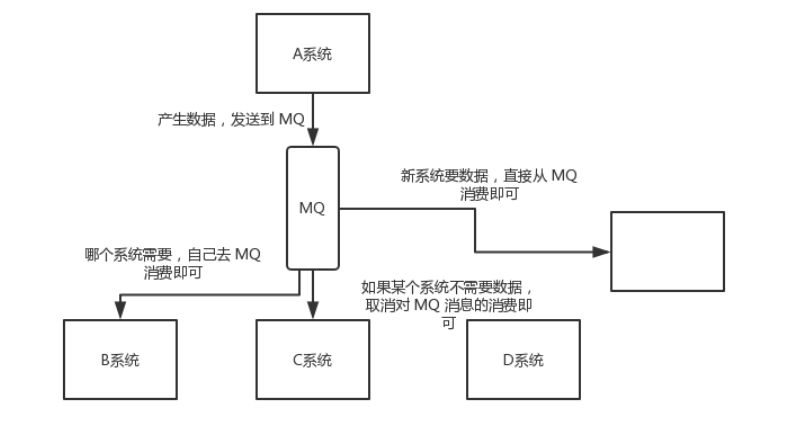 A系统
产生数据，发送到 MQ
MQ
新系统要数据，直接从 MQ
消费即可
哪个系统需要，自己去 MQ
消费即可
如果某个系统不需要数据，
取消对 MQ 消息的消费即
可
B系统
C系统
D系统